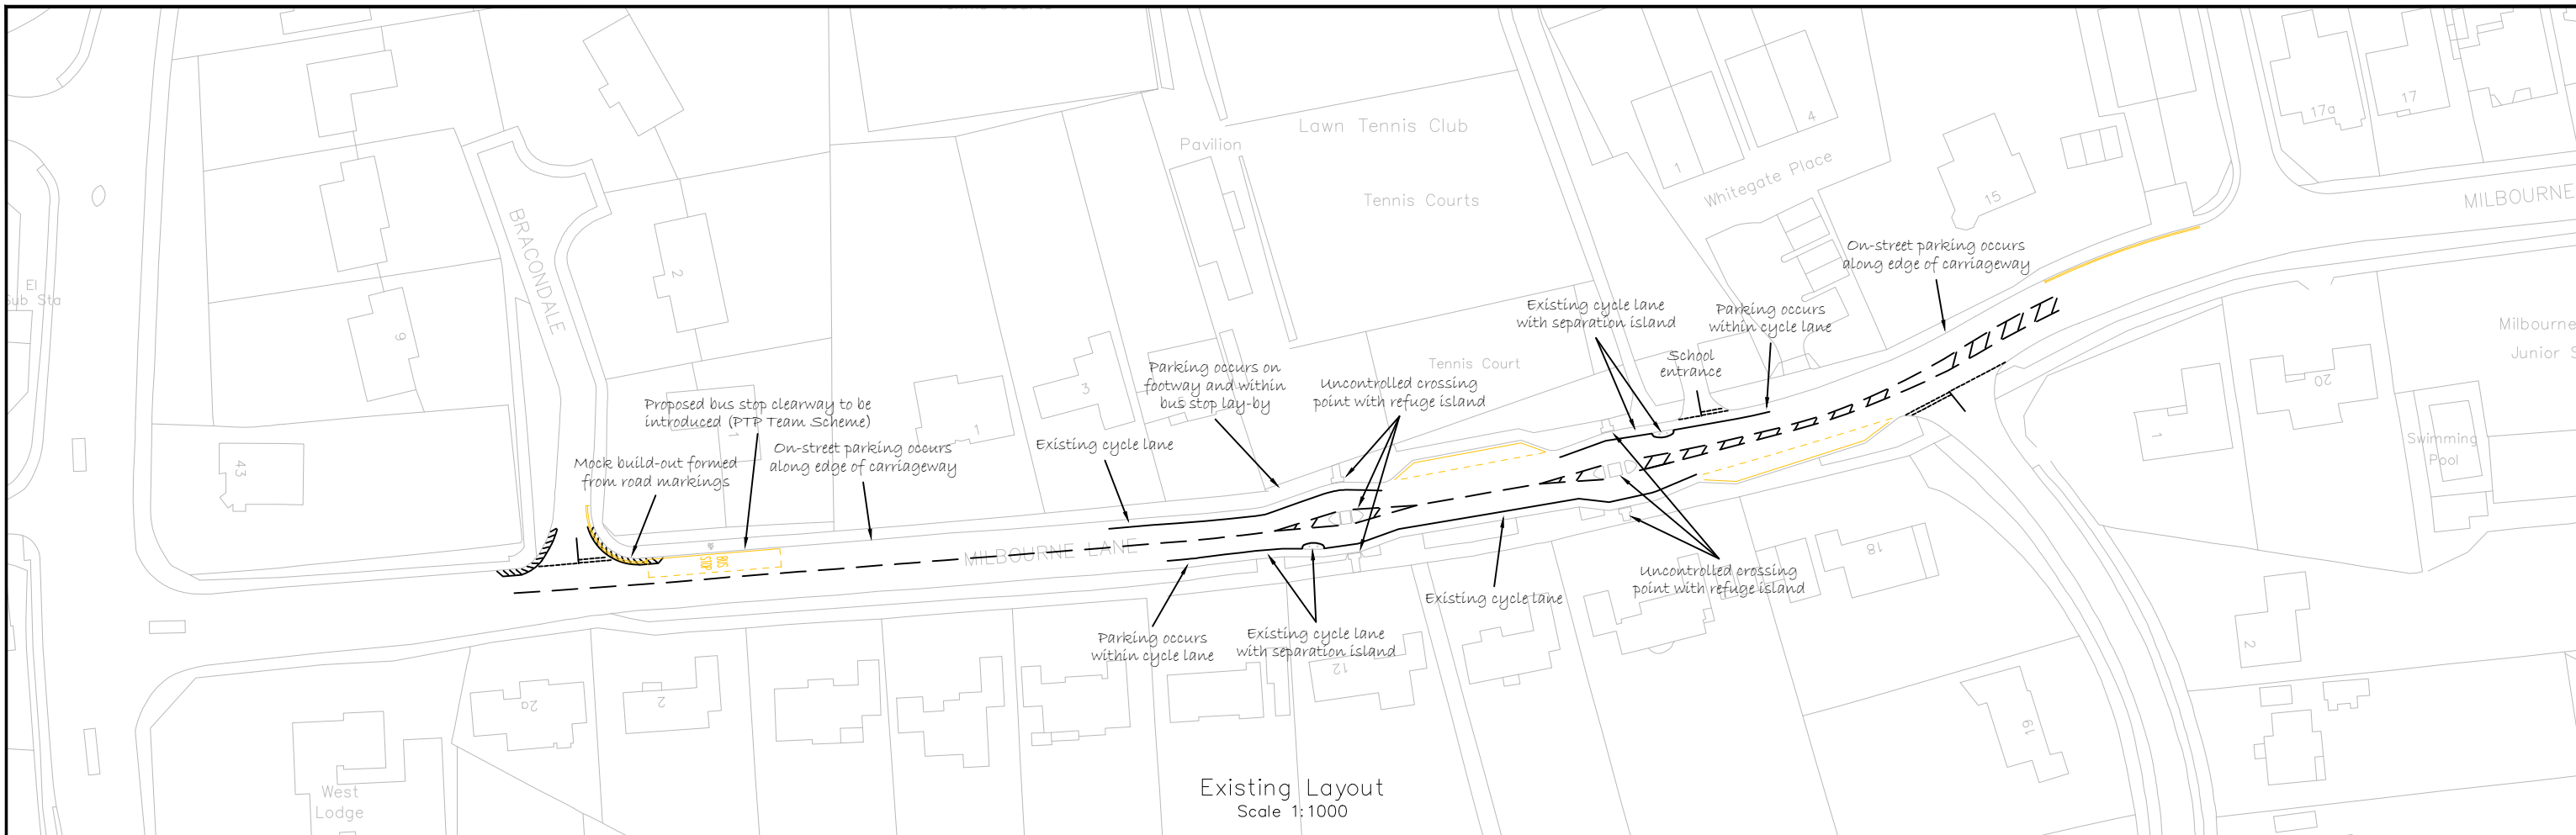 Lawn Tennis Club
Pavilion
Tennis Courts
1
4
Whitegate Place
15
17a
17
MILBOURNE
El
Sub Sta
BRACONDALE
2
9
43
1
3
1
Tennis Court
On-street parking occurs
along edge of carriageway
Existing cycle lane
with separation island
Parking occurs
within cycle lane
School
entrance
Parking occurs on
footway and within
bus stop lay-by
Uncontrolled crossing
point with refuge island
Proposed bus stop clearway to be
introduced (PTP Team Scheme)
On-street parking occurs
along edge of carriageway
Existing cycle lane
Mock build-out formed
from road markings
BUS
STOP
MILBOURNE LANE
Milbourne
Junior S
Swimming
Pool
1
20
18
Uncontrolled crossing
point with refuge island
Existing cycle lane
Parking occurs
within cycle lane
Existing cycle lane
with separation island
12
2a
2
2
19
West
Lodge
Existing Layout
Scale 1:1000